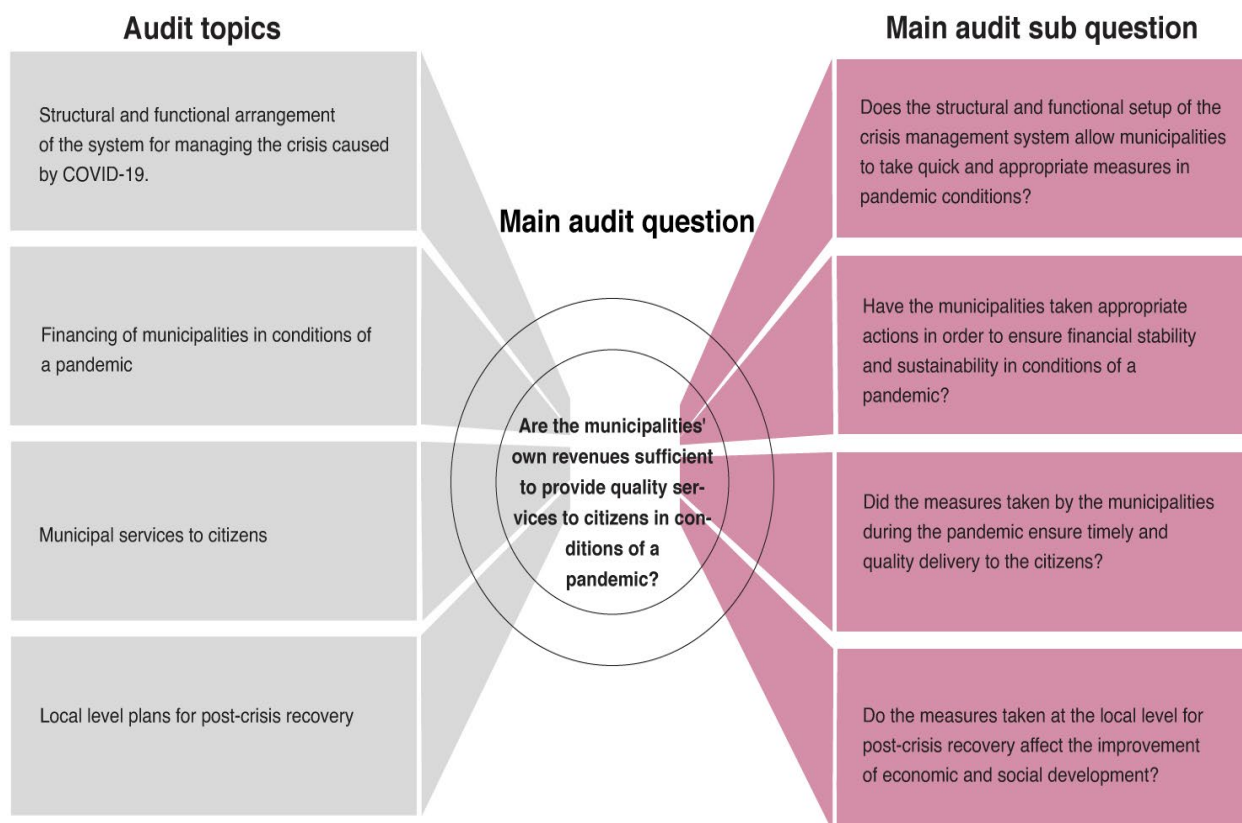 Audit topics
Structural and functional arrangement
of the system for managing the crisis caused
by COVID-19.
Financing of municipalities in conditions of
a pandemic
Municipal services to citizens
Local level plans for post-crisis recovery
Main audit question
Are the municipalities'
own revenues sufficient
to provide quality ser-
vices to citizens in con-
ditions of a
pandemic?
Main audit sub question
Does the structural and functional setup of the
crisis management system allow municipalities
to take quick and appropriate measures in
pandemic conditions?
Have the municipalities taken appropriate
actions in order to ensure financial stability
and sustainability in conditions of a
pandemic?
Did the measures taken by the municipalities
during the pandemic ensure timely and
quality delivery to the citizens?
Do the measures taken at the local level for
post-crisis recovery affect the improvement
of economic and social development?